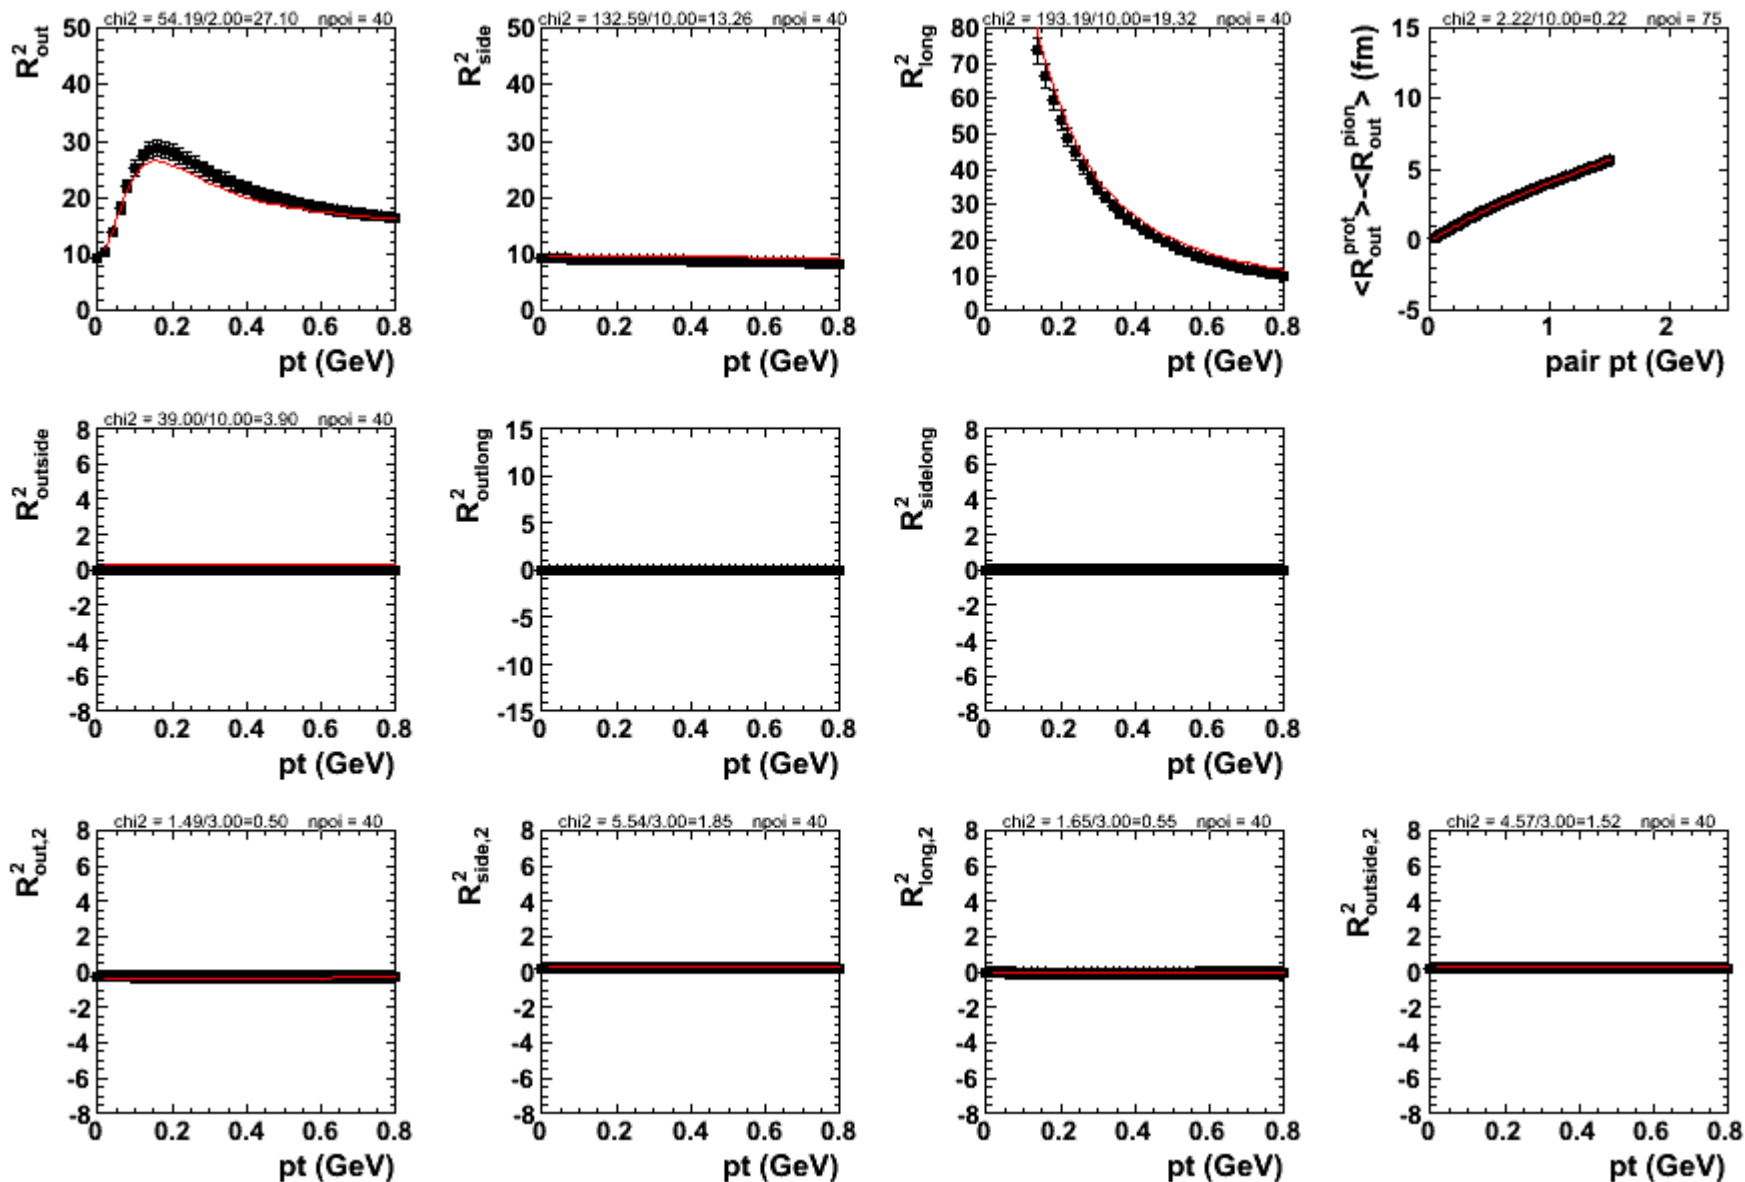 chi2 = 54.19/2.00=27.10 npoi = 40
R²out
50
40
30
20
10
0
0 0.2 0.4 0.6 0.8
pt (GeV)
chi2 = 132.59/10.00=13.26 npoi = 40
R²side
50
40
30
20
10
0
0 0.2 0.4 0.6 0.8
pt (GeV)
chi2 = 193.19/10.00=19.32 npoi = 40
R²long
80
70
60
50
40
30
20
10
0
0 0.2 0.4 0.6 0.8
pt (GeV)
chi2 = 2.22/10.00=0.22 npoi = 75
<R^prot_out>-<R^pion_out> (fm)
15
10
5
0
-5
0 1 2
pair pt (GeV)
chi2 = 39.00/10.00=3.90 npoi = 40
R²outside
8
6
4
2
0
-2
-4
-6
-8
0 0.2 0.4 0.6 0.8
pt (GeV)
R²outlong
15
10
5
0
-5
-10
-15
0 0.2 0.4 0.6 0.8
pt (GeV)
R²sidelong
8
6
4
2
0
-2
-4
-6
-8
0 0.2 0.4 0.6 0.8
pt (GeV)
chi2 = 1.49/3.00=0.50 npoi = 40
R²out,2
8
6
4
2
0
-2
-4
-6
-8
0 0.2 0.4 0.6 0.8
pt (GeV)
chi2 = 5.54/3.00=1.85 npoi = 40
R²side,2
8
6
4
2
0
-2
-4
-6
-8
0 0.2 0.4 0.6 0.8
pt (GeV)
chi2 = 1.65/3.00=0.55 npoi = 40
R²long,2
8
6
4
2
0
-2
-4
-6
-8
0 0.2 0.4 0.6 0.8
pt (GeV)
chi2 = 4.57/3.00=1.52 npoi = 40
R²outside,2
8
6
4
2
0
-2
-4
-6
-8
0 0.2 0.4 0.6 0.8
pt (GeV)